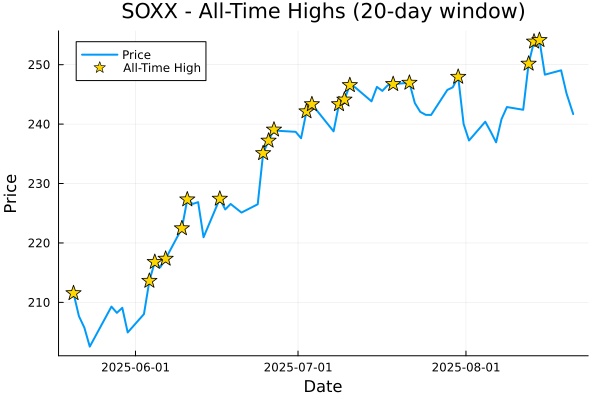 SOXX - All-Time Highs (20-day window)
Price
All-Time High
250
240
230
220
210
Price
2025-06-01
2025-07-01
2025-08-01
Date